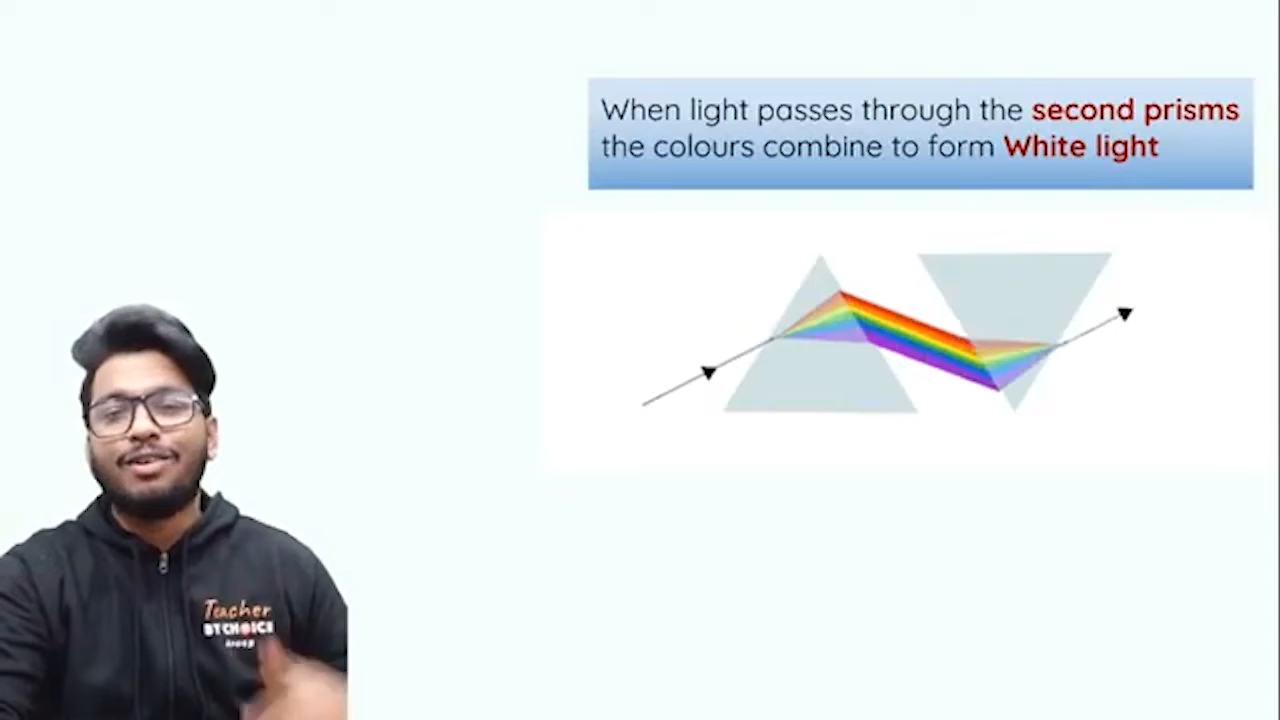 When light passes through the second prisms
the colours combine to form White light
Teacher
BY CHOICE